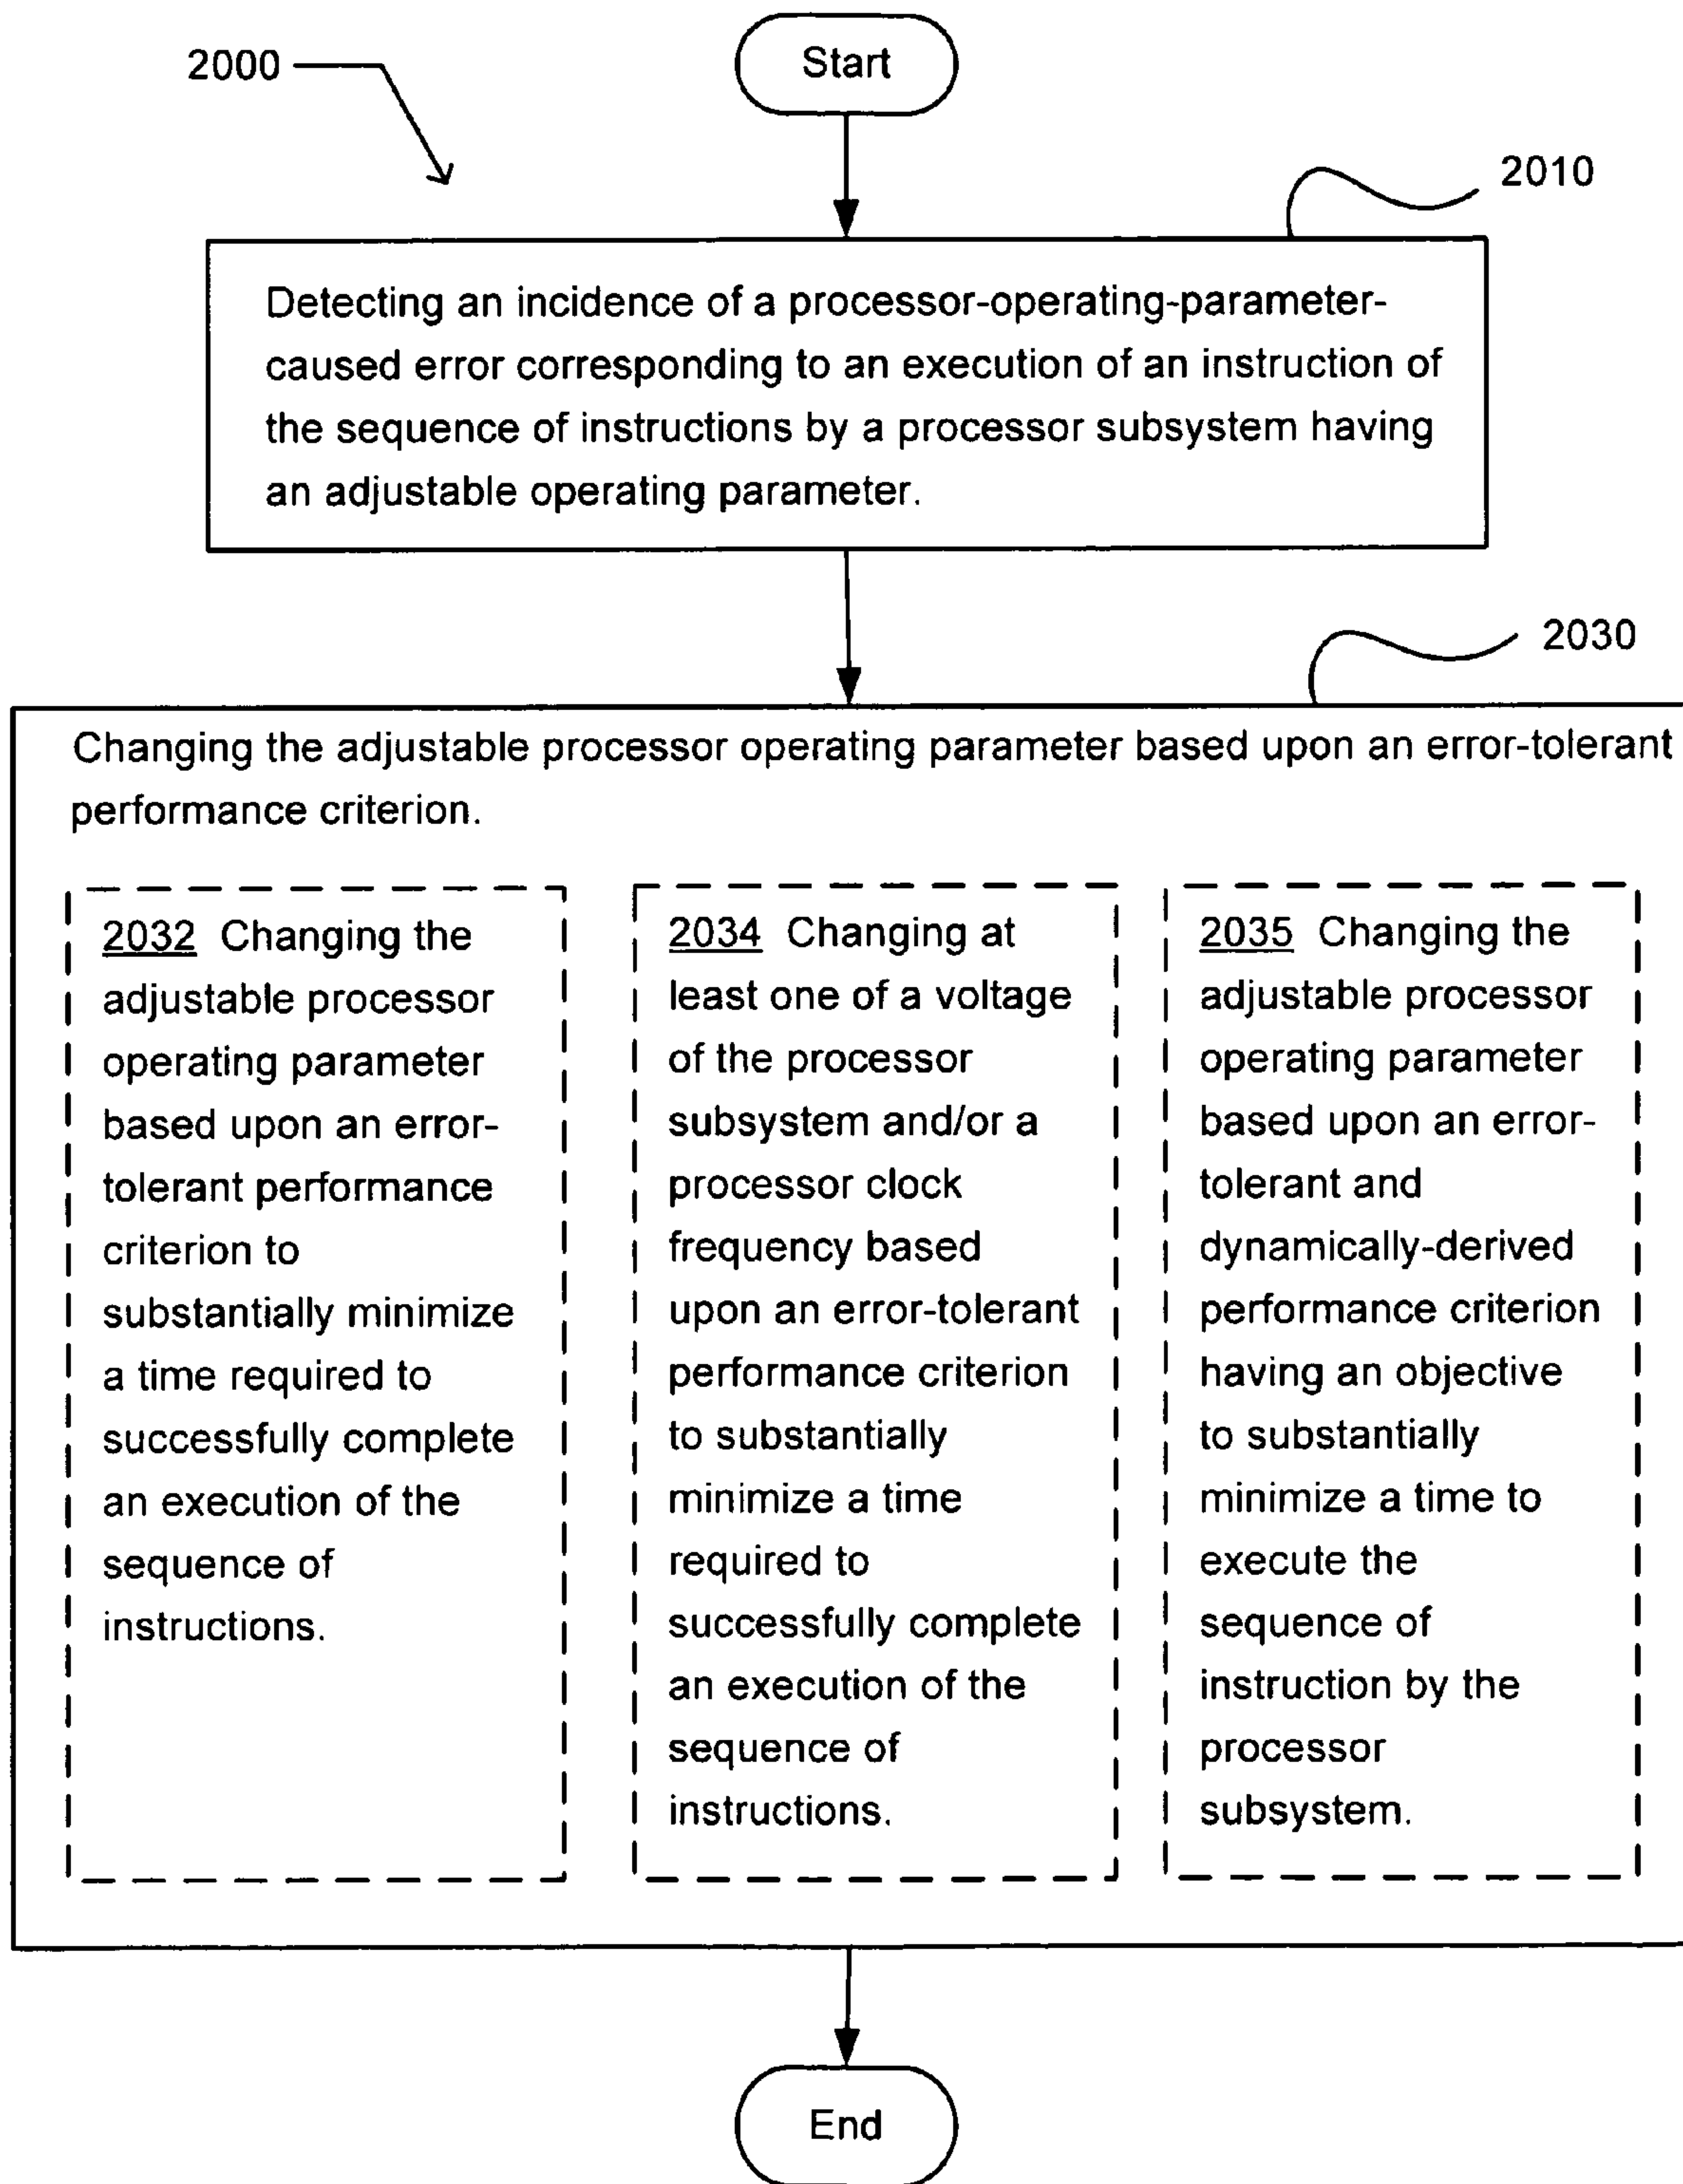 2000
Start
2010
Detecting an incidence of a processor-operating-parameter-
caused error corresponding to an execution of an instruction of
the sequence of instructions by a processor subsystem having
an adjustable operating parameter.
2030
Changing the adjustable processor operating parameter based upon an error-tolerant
performance criterion.
2032 Changing the
adjustable processor
operating parameter
based upon an error-
tolerant performance
criterion to
substantially minimize
a time required to
successfully complete
an execution of the
sequence of
instructions.
2034 Changing at
least one of a voltage
of the processor
subsystem and/or a
processor clock
frequency based
upon an error-tolerant
performance criterion
to substantially
minimize a time
required to
successfully complete
an execution of the
sequence of
instructions.
2035 Changing the
adjustable processor
operating parameter
based upon an error-
tolerant and
dynamically-derived
performance criterion
having an objective
to substantially
minimize a time to
execute the
sequence of
instruction by the
processor
subsystem.
End